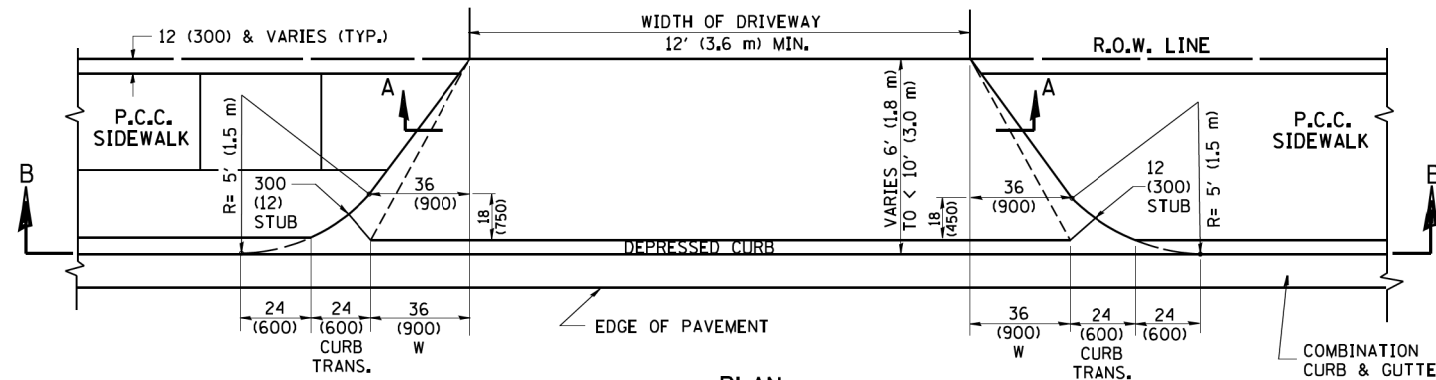 12 (300) & VARIES (TYP.)
WIDTH OF DRIVEWAY
12' (3.6 m) MIN.
R.O.W. LINE
A
A
P.C.C.
SIDEWALK
P.C.C.
SIDEWALK
B
B
R= 5' (1.5 m)
300
(12)
STUB
36
(900)
18
(750)
VARIES 6' (1.8 m)
TO < 10' (3.0 m)
36
(900)
18
(450)
12
(300)
STUB
R= 5' (1.5 m)
DEPRESSED CURB
24
(600)
24
(600)
CURB
TRANS.
36
(900)
W
EDGE OF PAVEMENT
36
(900)
W
24
(600)
CURB
TRANS.
24
(600)
COMBINATION
CURB & GUTTE